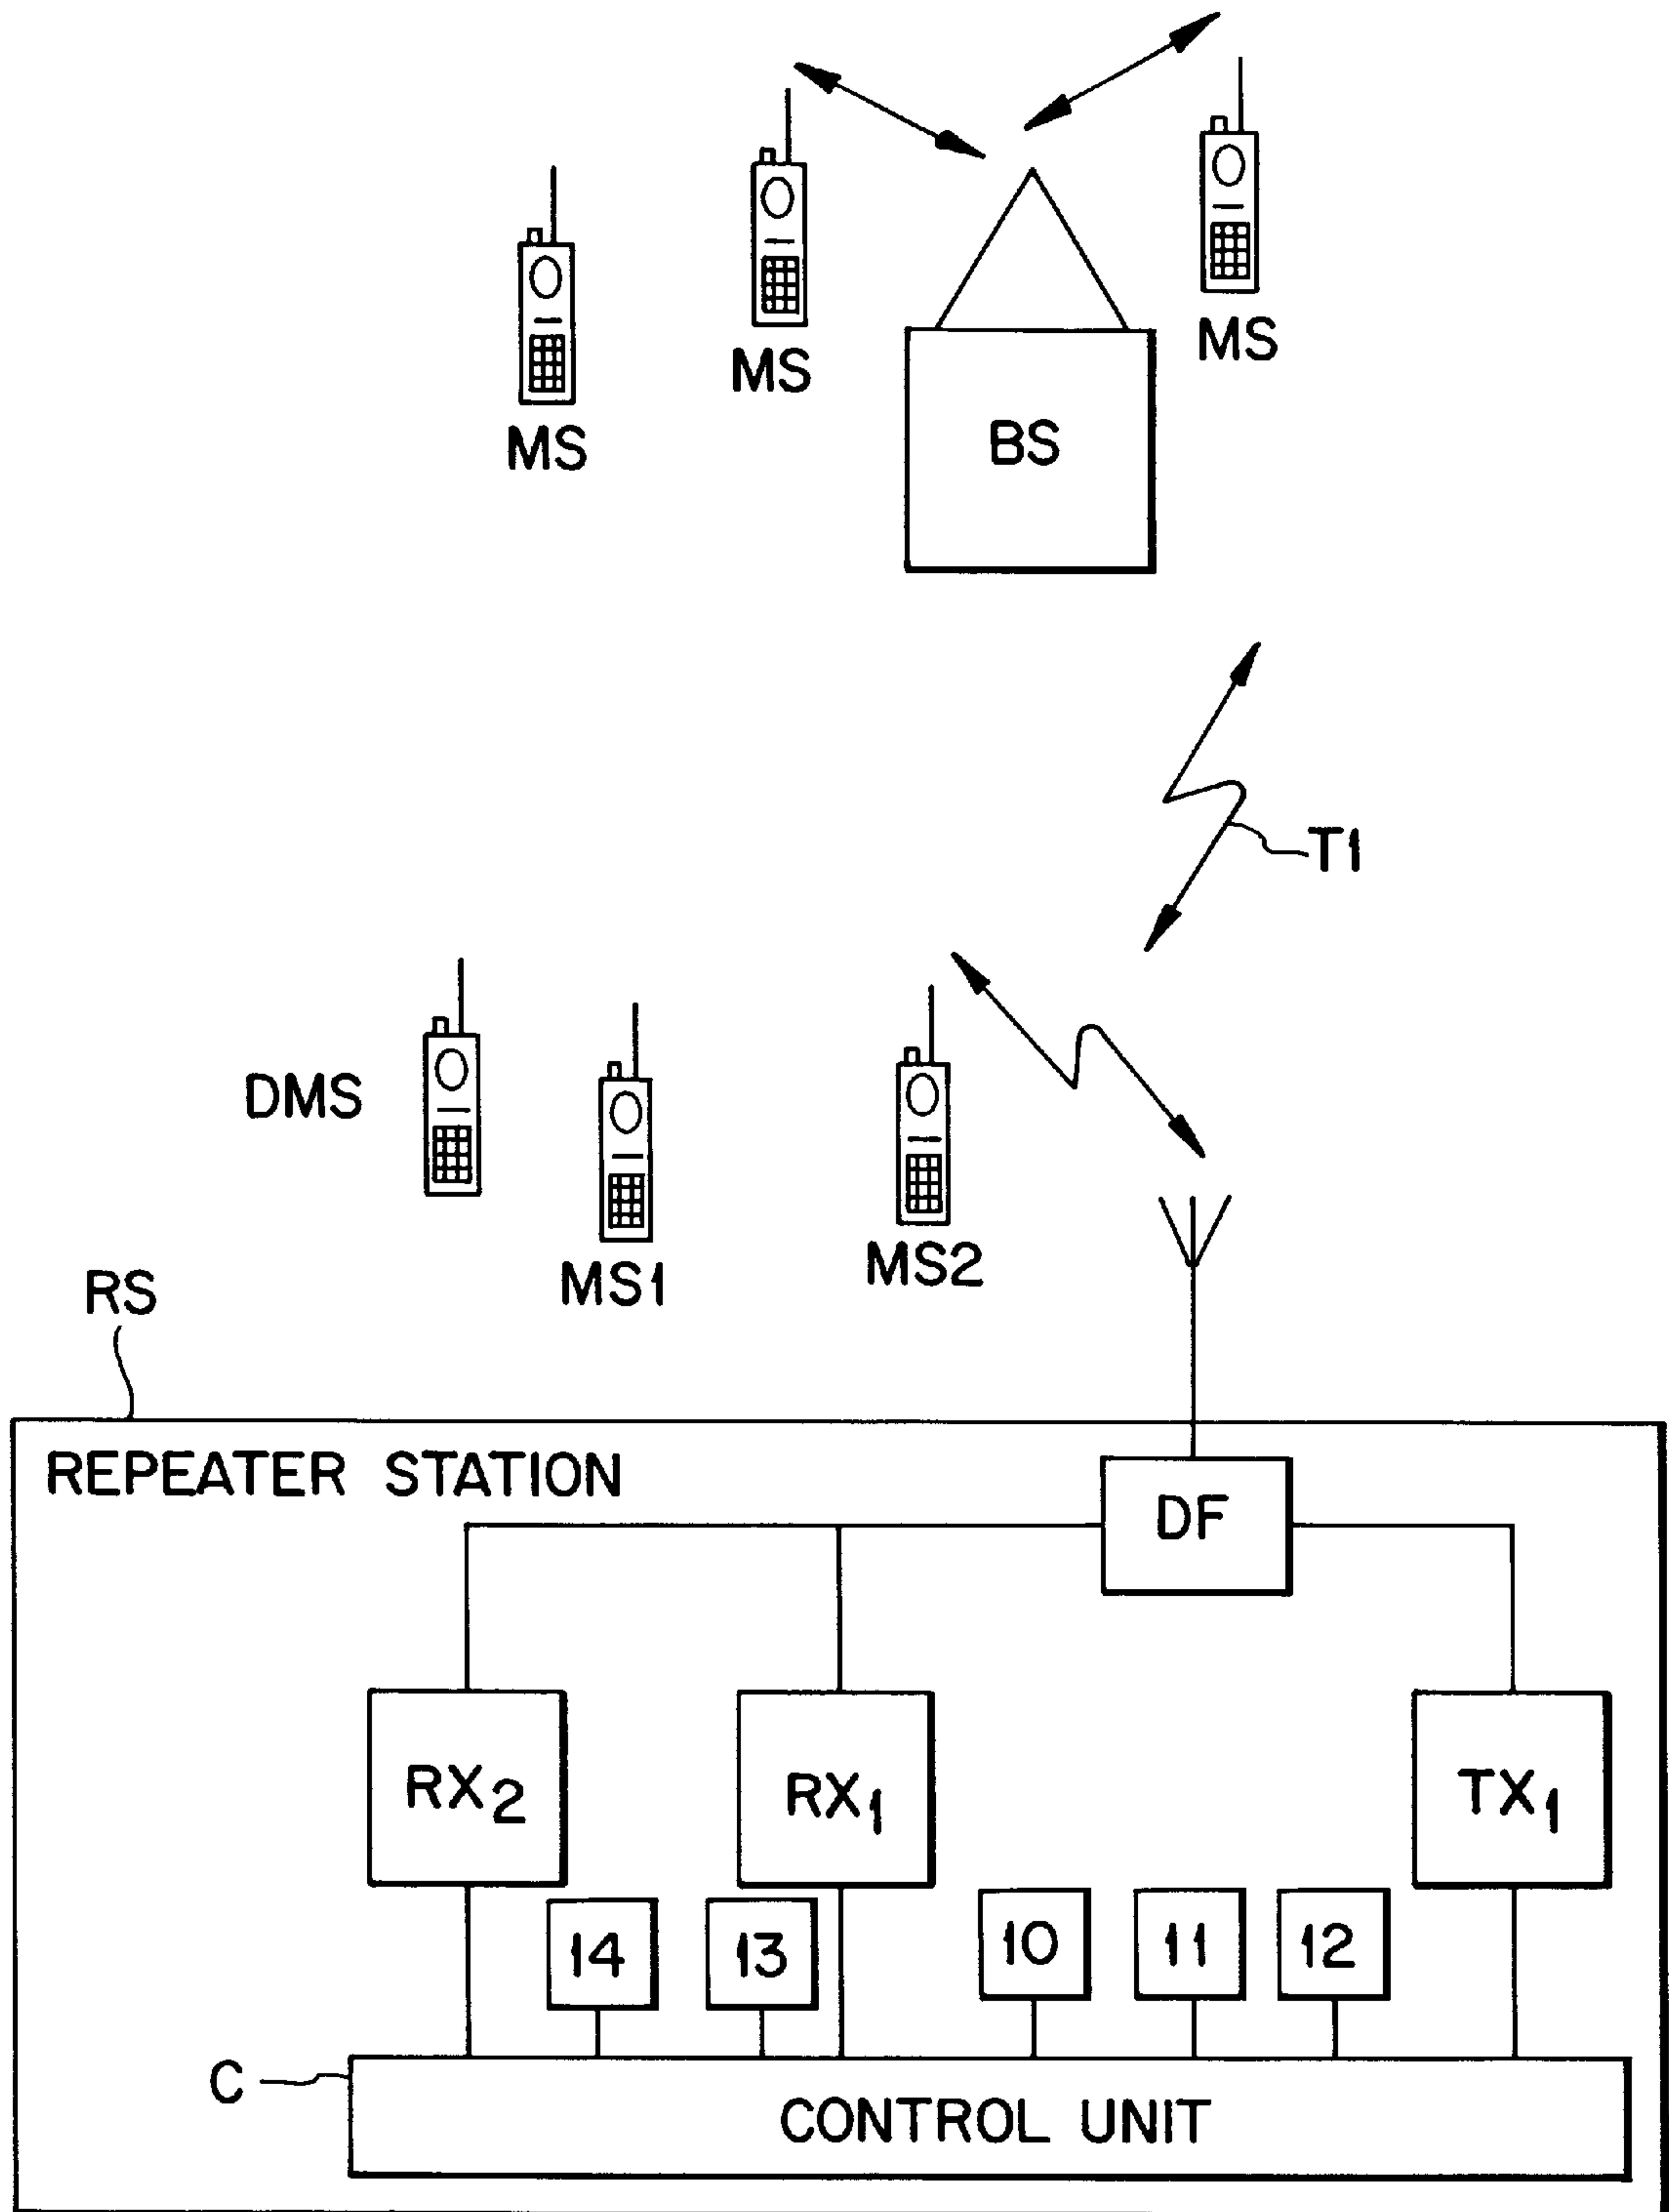 MS
MS
MS
BS
T1
DMS
MS1
MS2
RS
REPEATER STATION
DF
RX2
RX1
TX1
14
13
10
11
12
C
CONTROL UNIT